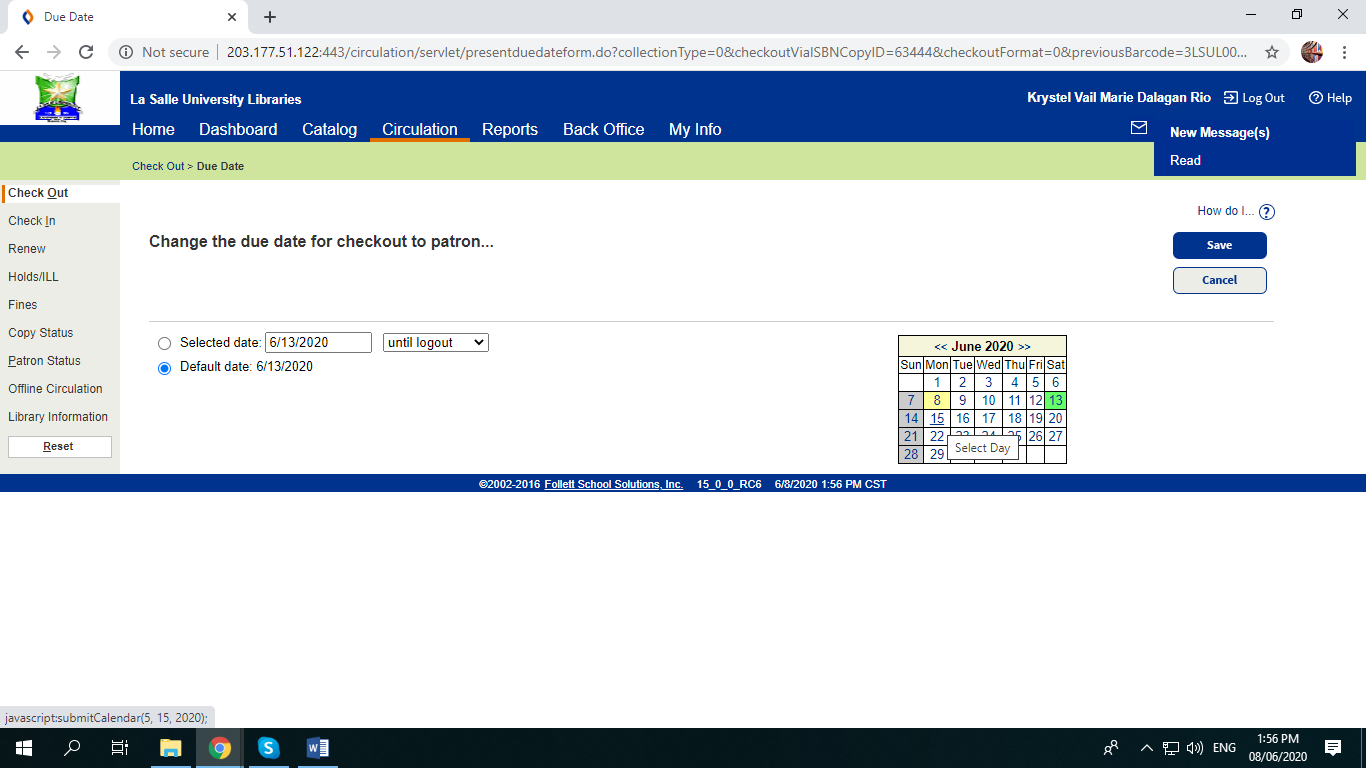 Due Date
Not secure | 203.177.51.122:443/circulation/servlet/presentduedateform.do?collectionType=0&checkoutViaISBNCopyID=63444&checkoutFormat=0&previousBarcode=3LSUL00...
La Salle University Libraries
Krystel Vail Marie Dalagan Rio Log Out Help
Home Dashboard Catalog Circulation Reports Back Office My Info
New Message(s)
Read
Check Out > Due Date
Check Out
Check In
Renew
Holds/ILL
Fines
Copy Status
Patron Status
Offline Circulation
Library Information
Reset
How do I... ?
Change the due date for checkout to patron...
Save
Cancel
Selected date: 6/13/2020 until logout
Default date: 6/13/2020
<< June 2020 >>
Sun Mon Tue Wed Thu Fri Sat
1 2 3 4 5 6
7 8 9 10 11 12 13
14 15 16 17 18 19 20
21 22 26 27
28 29
Select Day
©2002-2016 Follett School Solutions, Inc. 15_0_0_RC6 6/8/2020 1:56 PM CST
javascript:submitCalendar(5, 15, 2020);
ENG
1:56 PM
08/06/2020